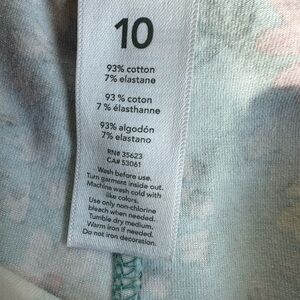 10
93% cotton
7% elastane
93 % coton
7 % élasthanne
93% algodón
7% elastano
RN# 35623
CA# 53061
Wash before use.
Turn garment inside out.
Machine wash cold with
like colors.
Use only non-chlorine
bleach when needed.
Tumble dry medium.
Warm iron if needed.
Do not iron decoration.